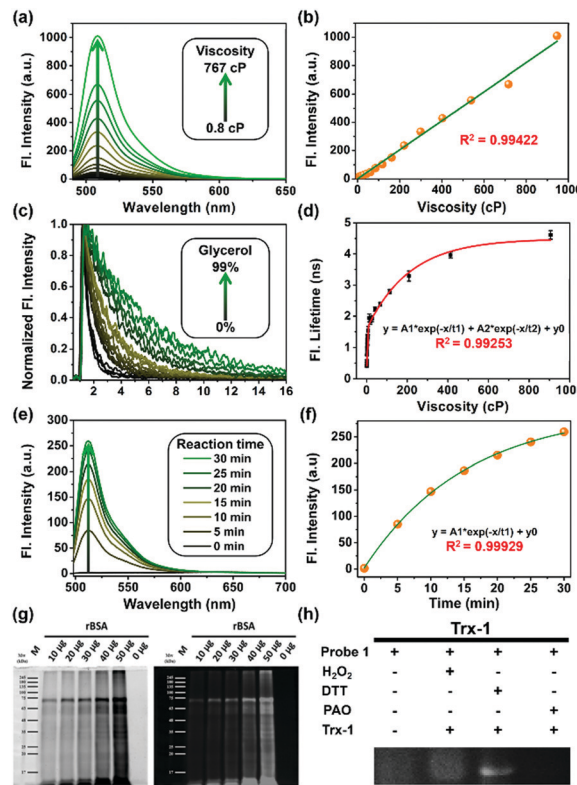 (a)
Fl. Intensity (a.u.)
1000
800
600
400
200
0
Viscosity
767 cP
0.8 cP
500
550
600
650
Wavelength (nm)
(b)
Fl. Intensity (a.u.)
1000
800
600
400
200
0
R² = 0.99422
0
200
400
600
800
1000
Viscosity (cP)
(c)
Normalized Fl. Intensity
1.0
0.8
0.6
0.4
0.2
0.0
Glycerol
99%
0%
2
4
6
8
10
12
14
16
(d)
Fl. Lifetime (ns)
5
4
3
2
1
0
y = A1*exp(-x/t1) + A2*exp(-x/t2) + y0
R² = 0.99253
0
200
400
600
800
Viscosity (cP)
(e)
Fl. Intensity (a.u.)
300
250
200
150
100
50
0
Reaction time
30 min
25 min
20 min
15 min
10 min
5 min
0 min
500
550
600
650
700
Wavelength (nm)
(f)
Fl. Intensity (a.u)
250
200
150
100
50
0
y = A1*exp(-x/t1) + y0
R² = 0.99929
0
5
10
15
20
25
30
Time (min)
(g)
rBSA
M
10 µg
20 µg
30 µg
40 µg
50 µg
0 µg
rBSA
M
10 µg
20 µg
30 µg
40 µg
50 µg
0 µg
(h)
Trx-1
Probe 1 + + + +
H₂O₂ - + - -
DTT - - + -
PAO - - - +
Trx-1 - + + +